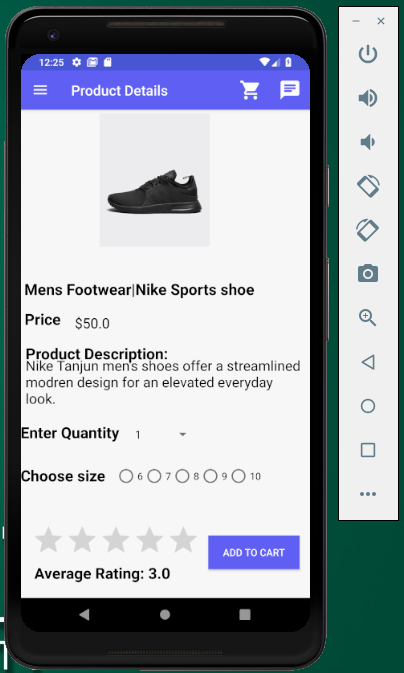 12:25
Product Details
Mens Footwear|Nike Sports shoe
Price $50.0
Product Description:
Nike Tanjun men's shoes offer a streamlined
modren design for an elevated everyday
look.
Enter Quantity 1
Choose size 6 7 8 9 10
ADD TO CART
Average Rating: 3.0